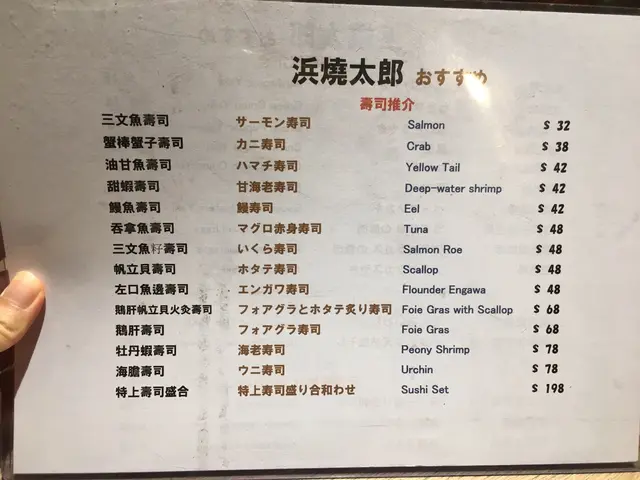 浜燒太郎 おすすめ
壽司推介
三文魚壽司 サーモン寿司 Salmon $ 32
蟹棒蟹子壽司 カニ寿司 Crab $ 38
油甘魚壽司 ハマチ寿司 Yellow Tail $ 42
甜蝦壽司 甘海老寿司 Deep-water shrimp $ 42
鰻魚壽司 鰻寿司 Eel $ 42
吞拿魚壽司 マグロ赤身寿司 Tuna $ 48
三文魚籽壽司 いくら寿司 Salmon Roe $ 48
帆立貝壽司 ホタテ寿司 Scallop $ 48
左口魚邊壽司 エンガワ寿司 Flounder Engawa $ 48
鵝肝帆立貝火灸壽司 フォアグラとホタテ炙り寿司 Foie Gras with Scallop $ 68
鵝肝壽司 フォアグラ寿司 Foie Gras $ 68
牡丹蝦壽司 海老寿司 Peony Shrimp $ 78
海膽壽司 ウニ寿司 Urchin $ 78
特上壽司盛合 特上寿司盛り合和わせ Sushi Set $ 198